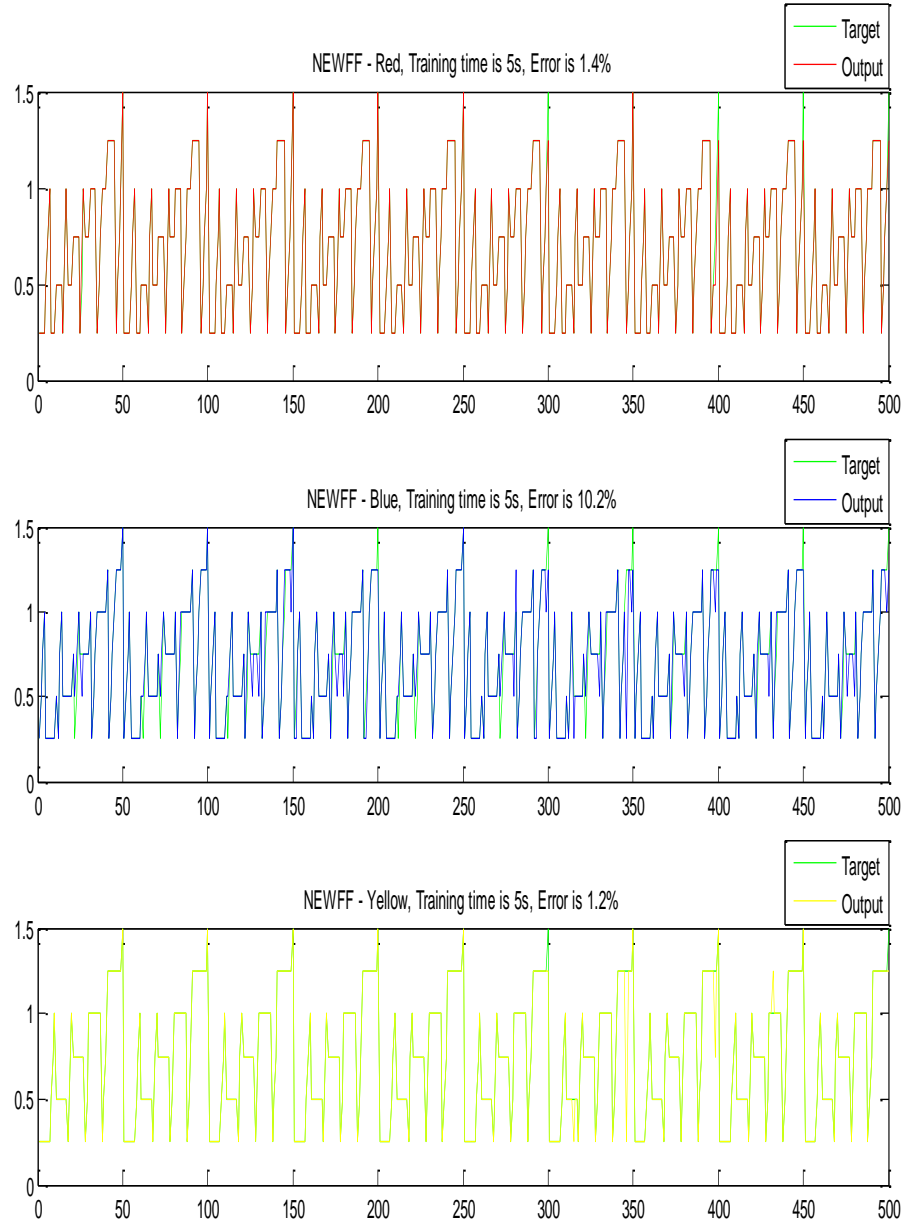 Target
Output
NEWFF - Red, Training time is 5s, Error is 1.4%
1.5
1
0.5
0
0 50 100 150 200 250 300 350 400 450 500
Target
Output
NEWFF - Blue, Training time is 5s, Error is 10.2%
1.5
1
0.5
0
0 50 100 150 200 250 300 350 400 450 500
Target
Output
NEWFF - Yellow, Training time is 5s, Error is 1.2%
1.5
1
0.5
0
0 50 100 150 200 250 300 350 400 450 500